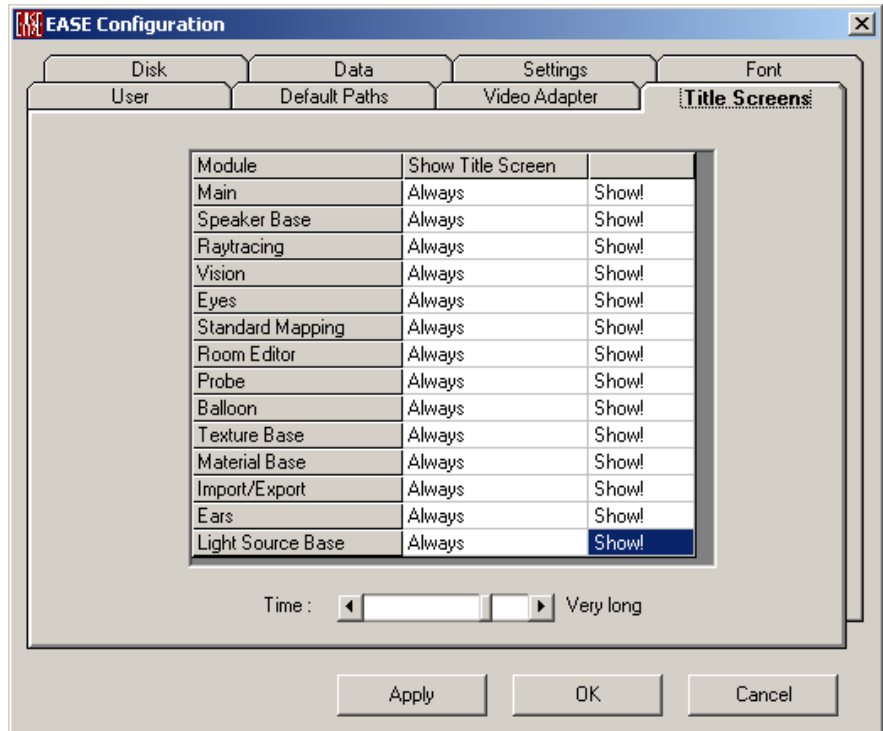 EASE Configuration
Disk Data Settings Font
User Default Paths Video Adapter Title Screens
Module Show Title Screen
Main Always Show!
Speaker Base Always Show!
Raytracing Always Show!
Vision Always Show!
Eyes Always Show!
Standard Mapping Always Show!
Room Editor Always Show!
Probe Always Show!
Balloon Always Show!
Texture Base Always Show!
Material Base Always Show!
Import/Export Always Show!
Ears Always Show!
Light Source Base Always Show!
Time : Very long
Apply OK Cancel